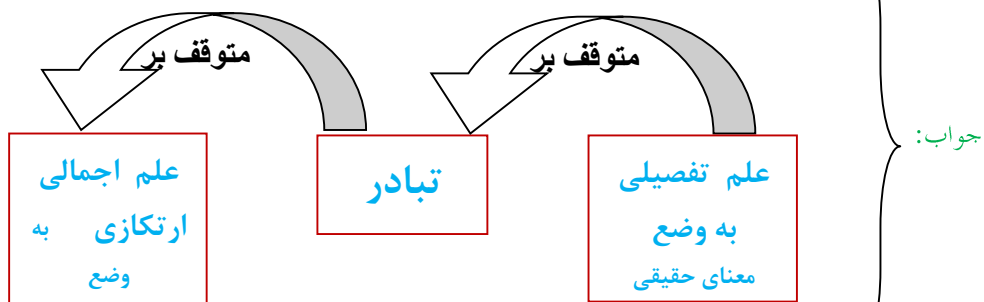 جواب:
متوقف بر
متوقف بر
علم تفصیلی
به وضع
معنای حقیقی
تبادر
علم اجمالی
ارتکازی به
وضع